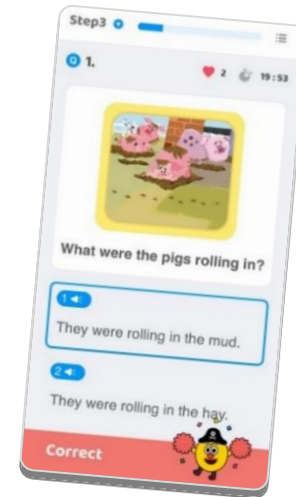 Step3
Q 1.
2 19:53
What were the pigs rolling in?
1
They were rolling in the mud.
2
They were rolling in the hay.
Correct